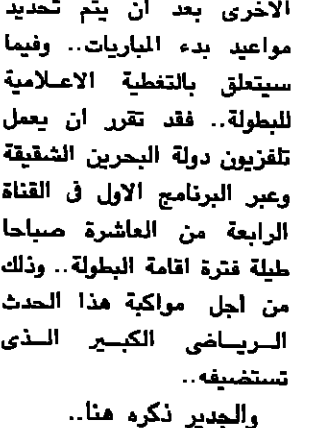 الاخرى بعد ان يتم تحديد
مواعيد بدء المباريات.. وفيما
سيتعلق بالتغطية الاعلامية
للبطولة.. فقد تقرر ان يعمل
تلفزيون دولة البحرين الشقيقة
وعبر البرنامج الاول فى القناة
الرابعة من العاشرة صباحا
طيلة فترة اقامة البطولة.. وذلك
من أجل مواكبة هذا الحدث
الرياضى الكبير الذى
تستضيفه..
والجدير ذكره هنا..